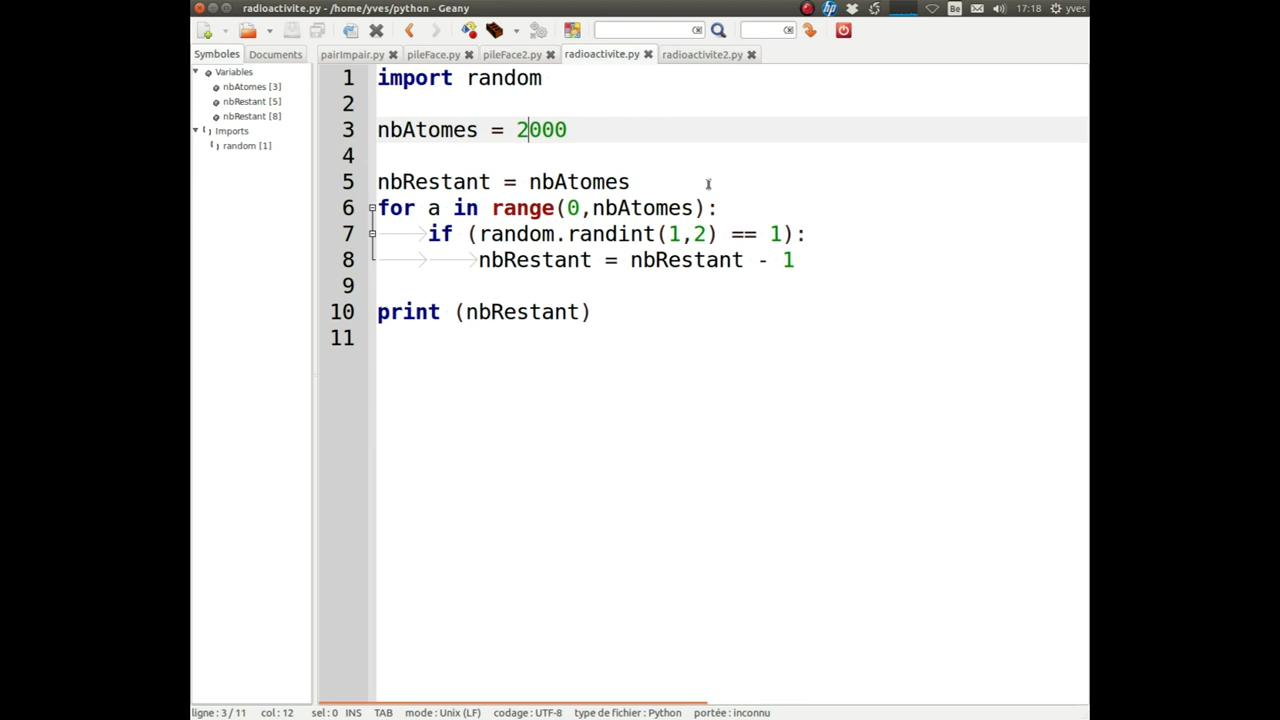 radioactivite.py - /home/yves/python - Geany
hp
Be
17:18
yves
Symboles
Documents
pairImpair.py
pileFace.py
pileFace2.py
radioactivite.py
radioactivite2.py
Variables
nbAtomes [3]
nbRestant [5]
nbRestant [8]
Imports
random [1]
1 import random
2
3 nbAtomes = 2000
4
5 nbRestant = nbAtomes
6 for a in range(0,nbAtomes):
7 if (random.randint(1,2) == 1):
8 nbRestant = nbRestant - 1
9
10 print (nbRestant)
11
ligne : 3 / 11 col : 12 sel : 0 INS TAB mode : Unix (LF) codage : UTF-8 type de fichier : Python portée : inconnu